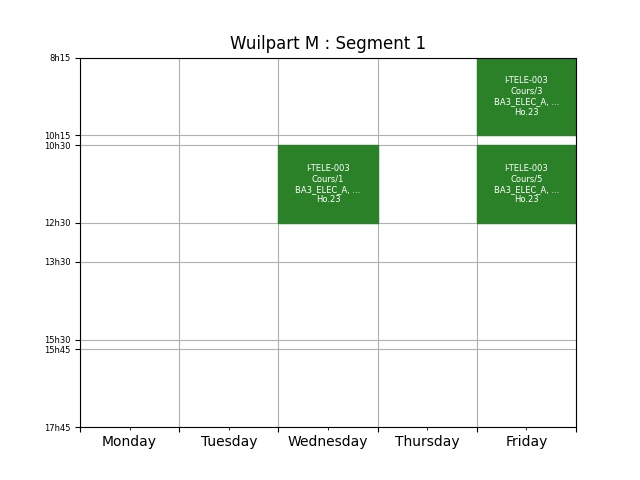 Wuilpart M : Segment 1
8h15
I-TELE-003
Cours/3
BA3_ELEC_A, ...
Ho.23
10h15
10h30
I-TELE-003
Cours/1
BA3_ELEC_A, ...
Ho.23
I-TELE-003
Cours/5
BA3_ELEC_A, ...
Ho.23
12h30
13h30
15h30
15h45
17h45
Monday
Tuesday
Wednesday
Thursday
Friday